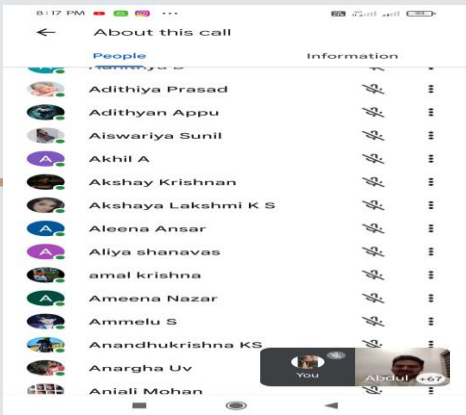 8:17 PM
About this call
People
Information
Adithiya Prasad
Adithyan Appu
Aiswariya Sunil
A
Akhil A
Akshay Krishnan
Akshaya Lakshmi K S
A
Aleena Ansar
A
Aliya shanavas
amal krishna
A
Ameena Nazar
Ammelu S
Anandhukrishna KS
Anargha Uv
You
Abdul
+67
Anjali Mohan